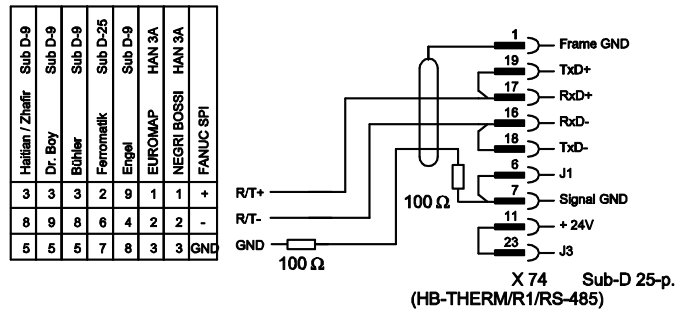 Haitian / Zhafir Sub D-9
Dr. Boy Sub D-9
Bühler Sub D-9
Ferromatik Sub D-25
Engel Sub D-9
EUROMAP HAN 3A
NEGRI BOSSI HAN 3A
FANUC SPI
3 3 3 2 9 1 1 +
8 9 8 6 4 2 2 -
5 5 5 7 8 3 3 GND
R/T+
R/T-
GND
100 Ω
100 Ω
1 Frame GND
19 TxD+
17 RxD+
16 RxD-
18 TxD-
6 J1
7 Signal GND
11 + 24V
23 J3
X 74 Sub-D 25-p.
(HB-THERM/R1/RS-485)